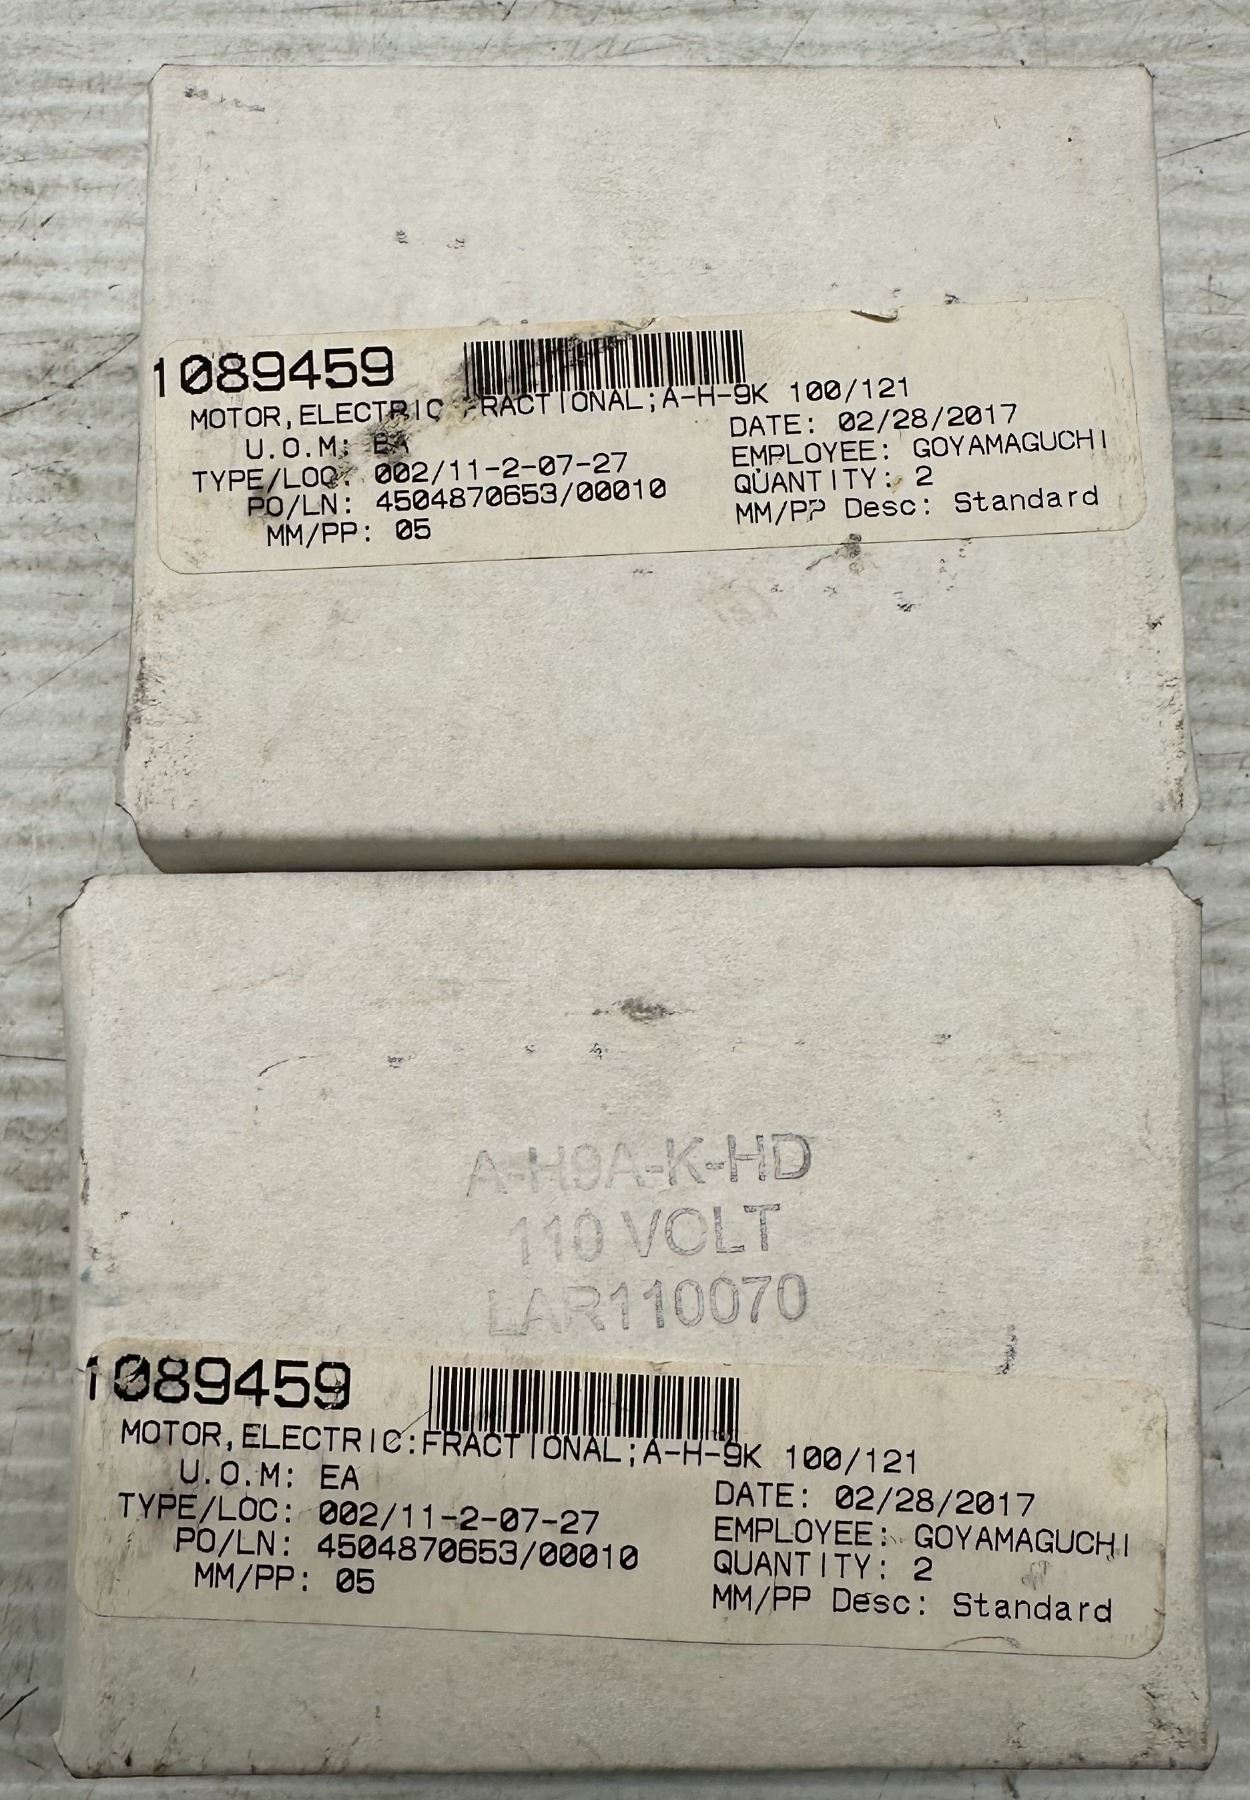 1089459
MOTOR,ELECTRIC FRACTIONAL;A-H-9K 100/121
U.O.M: EA
DATE: 02/28/2017
TYPE/LOC: 002/11-2-07-27
EMPLOYEE: GOYAMAGUCHI
PO/LN: 4504870653/00010
QUANTITY: 2
MM/PP: 05
MM/PP Desc: Standard
A-H9A-K-HD
110 VOLT
LAR110070
1089459
MOTOR,ELECTRIC:FRACTIONAL;A-H-9K 100/121
U.O.M: EA
DATE: 02/28/2017
TYPE/LOC: 002/11-2-07-27
EMPLOYEE: GOYAMAGUCHI
PO/LN: 4504870653/00010
QUANTITY: 2
MM/PP: 05
MM/PP Desc: Standard